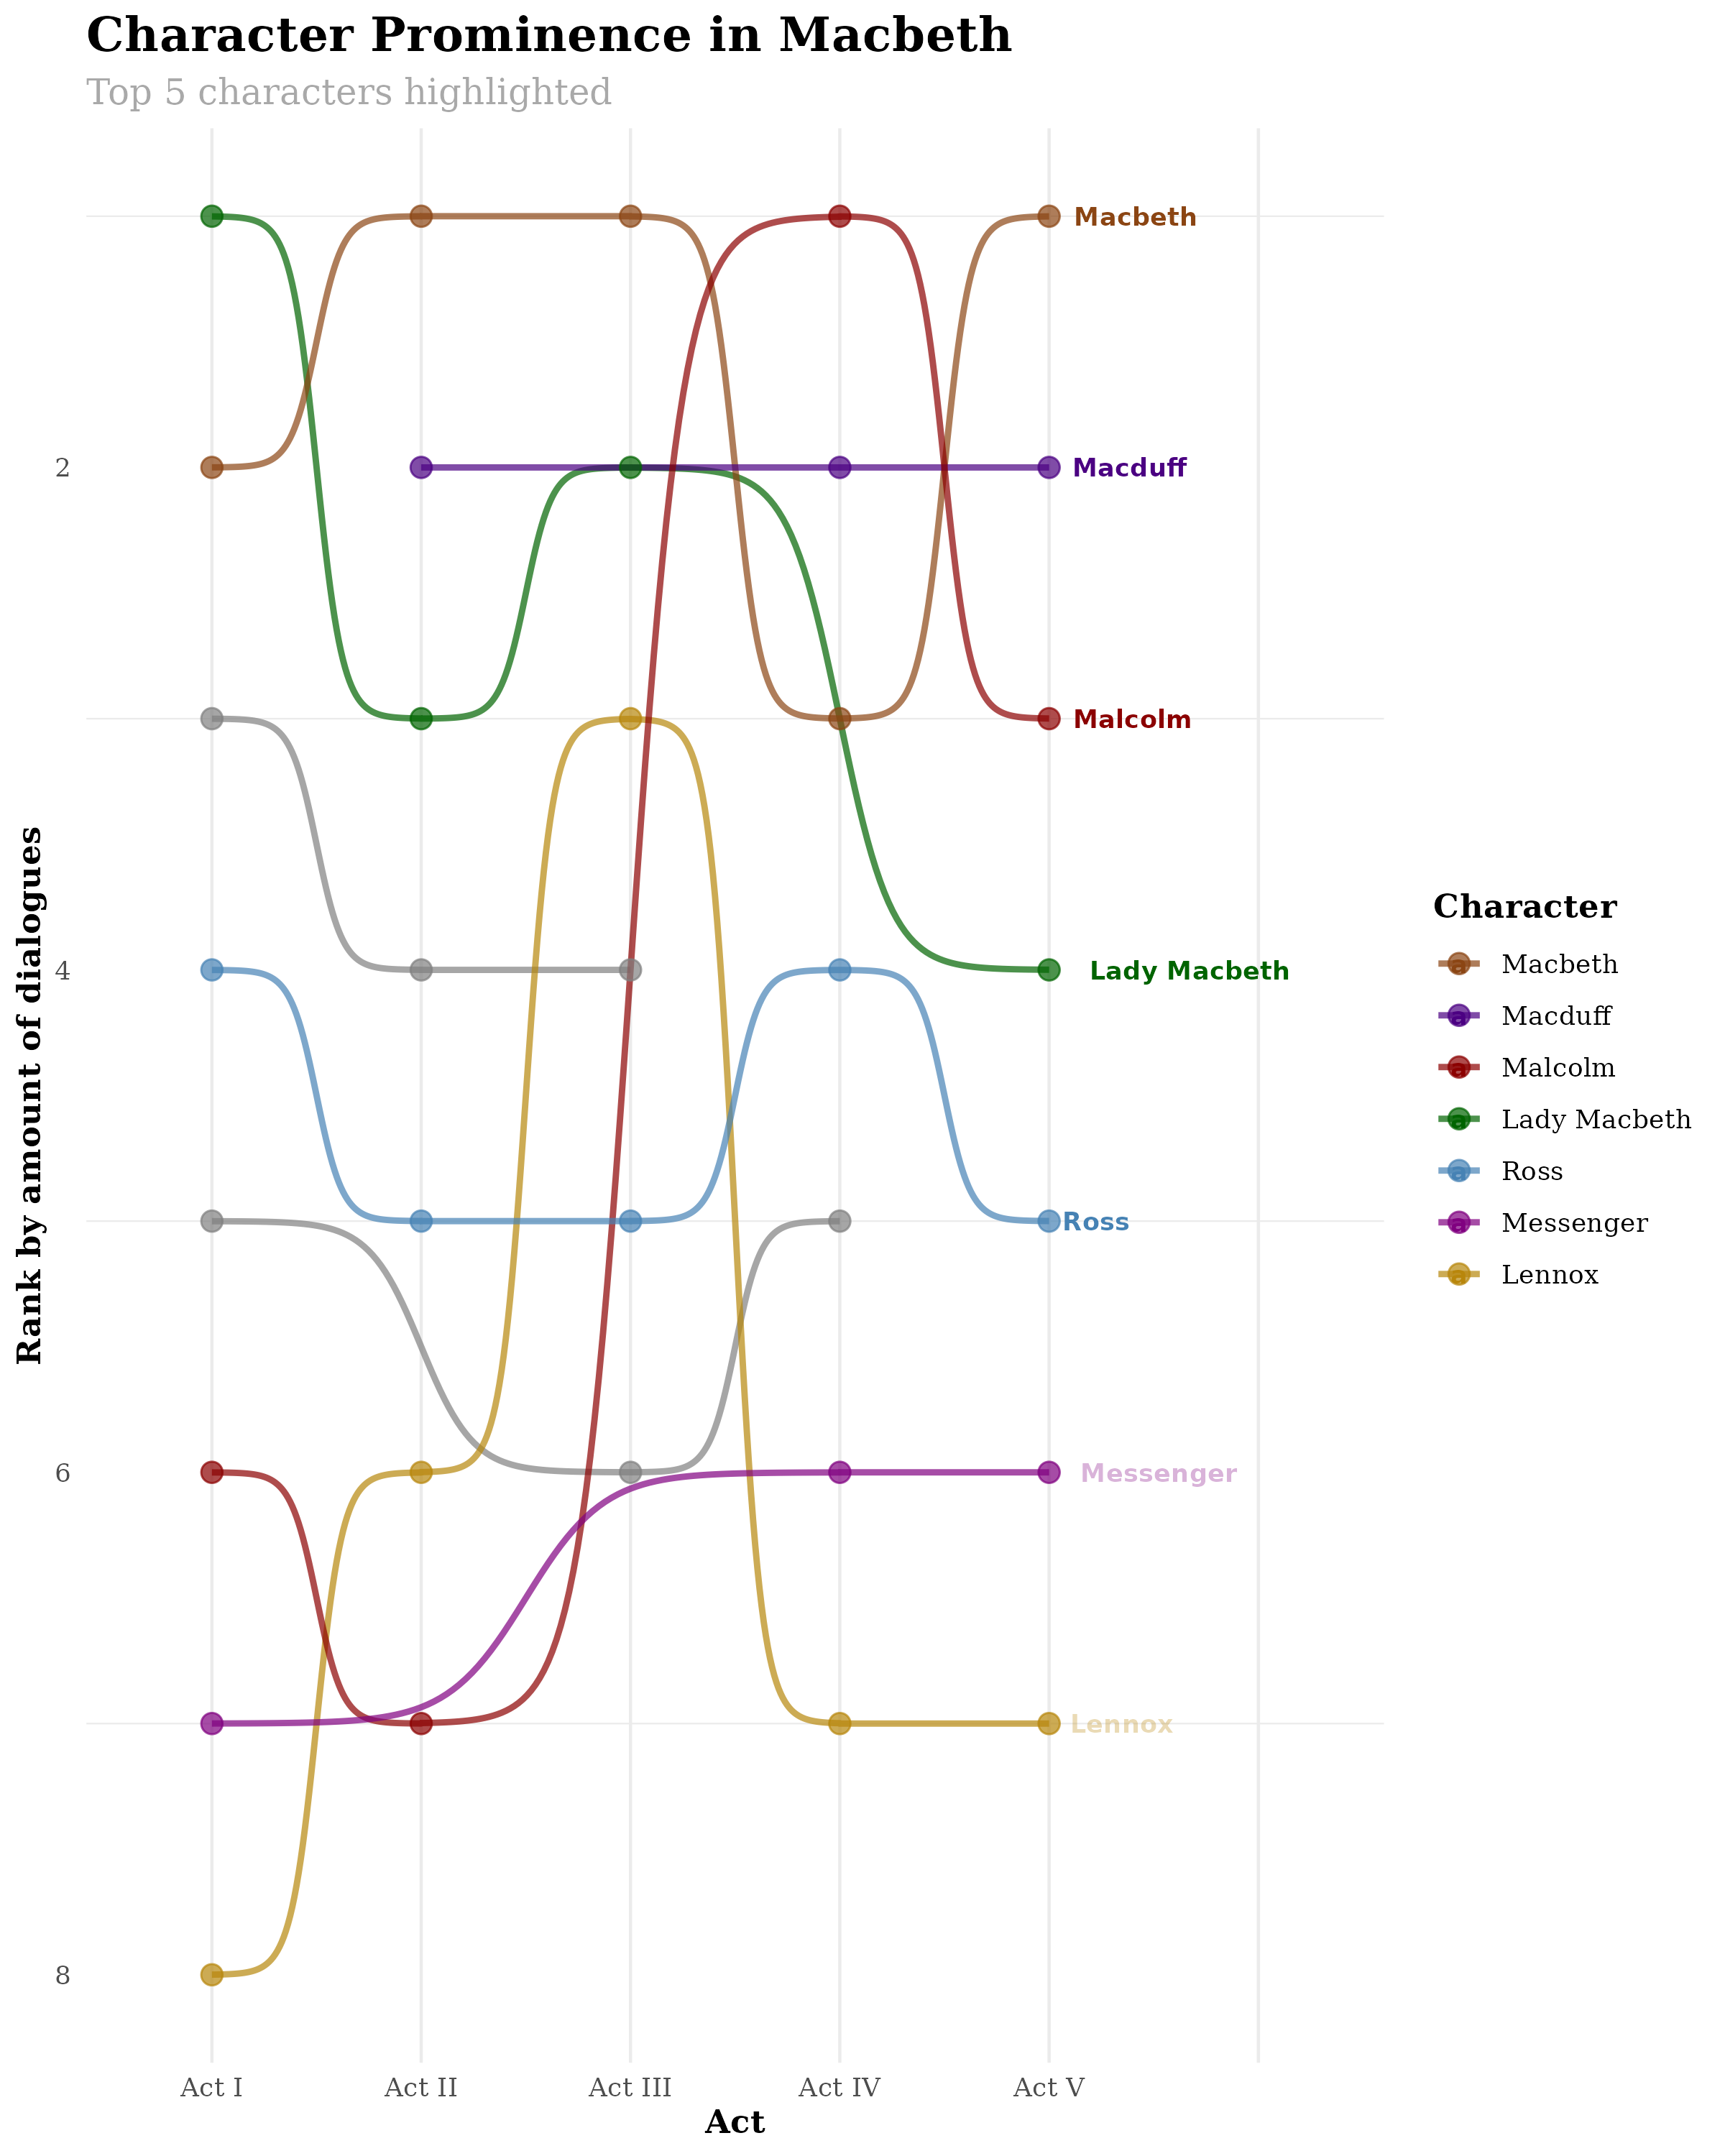 Character Prominence in Macbeth
Top 5 characters highlighted
Rank by amount of dialogues
2
4
6
8
Macbeth
Macduff
Malcolm
Lady Macbeth
Ross
Messenger
Lennox
Act I
Act II
Act III
Act IV
Act V
Act
Character
a Macbeth
a Macduff
a Malcolm
a Lady Macbeth
a Ross
a Messenger
a Lennox